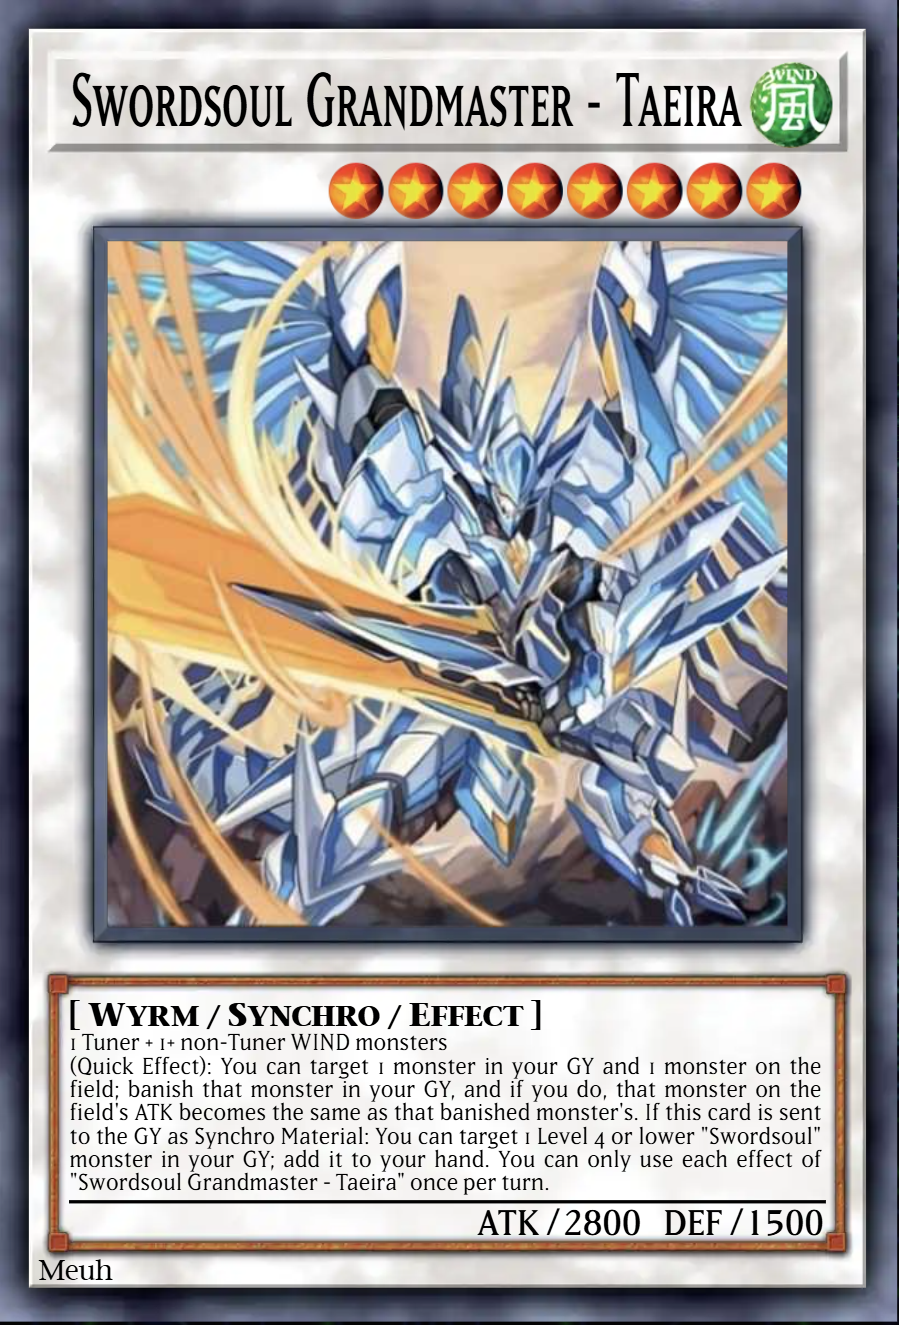 Swordsoul Grandmaster - Taeira
WIND
風
[ Wyrm / Synchro / Effect ]
1 Tuner + 1+ non-Tuner WIND monsters
(Quick Effect): You can target 1 monster in your GY and 1 monster on the
field; banish that monster in your GY, and if you do, that monster on the
field's ATK becomes the same as that banished monster's. If this card is sent
to the GY as Synchro Material: You can target 1 Level 4 or lower "Swordsoul"
monster in your GY; add it to your hand. You can only use each effect of
"Swordsoul Grandmaster - Taeira" once per turn.
ATK / 2800 DEF / 1500
Meuh